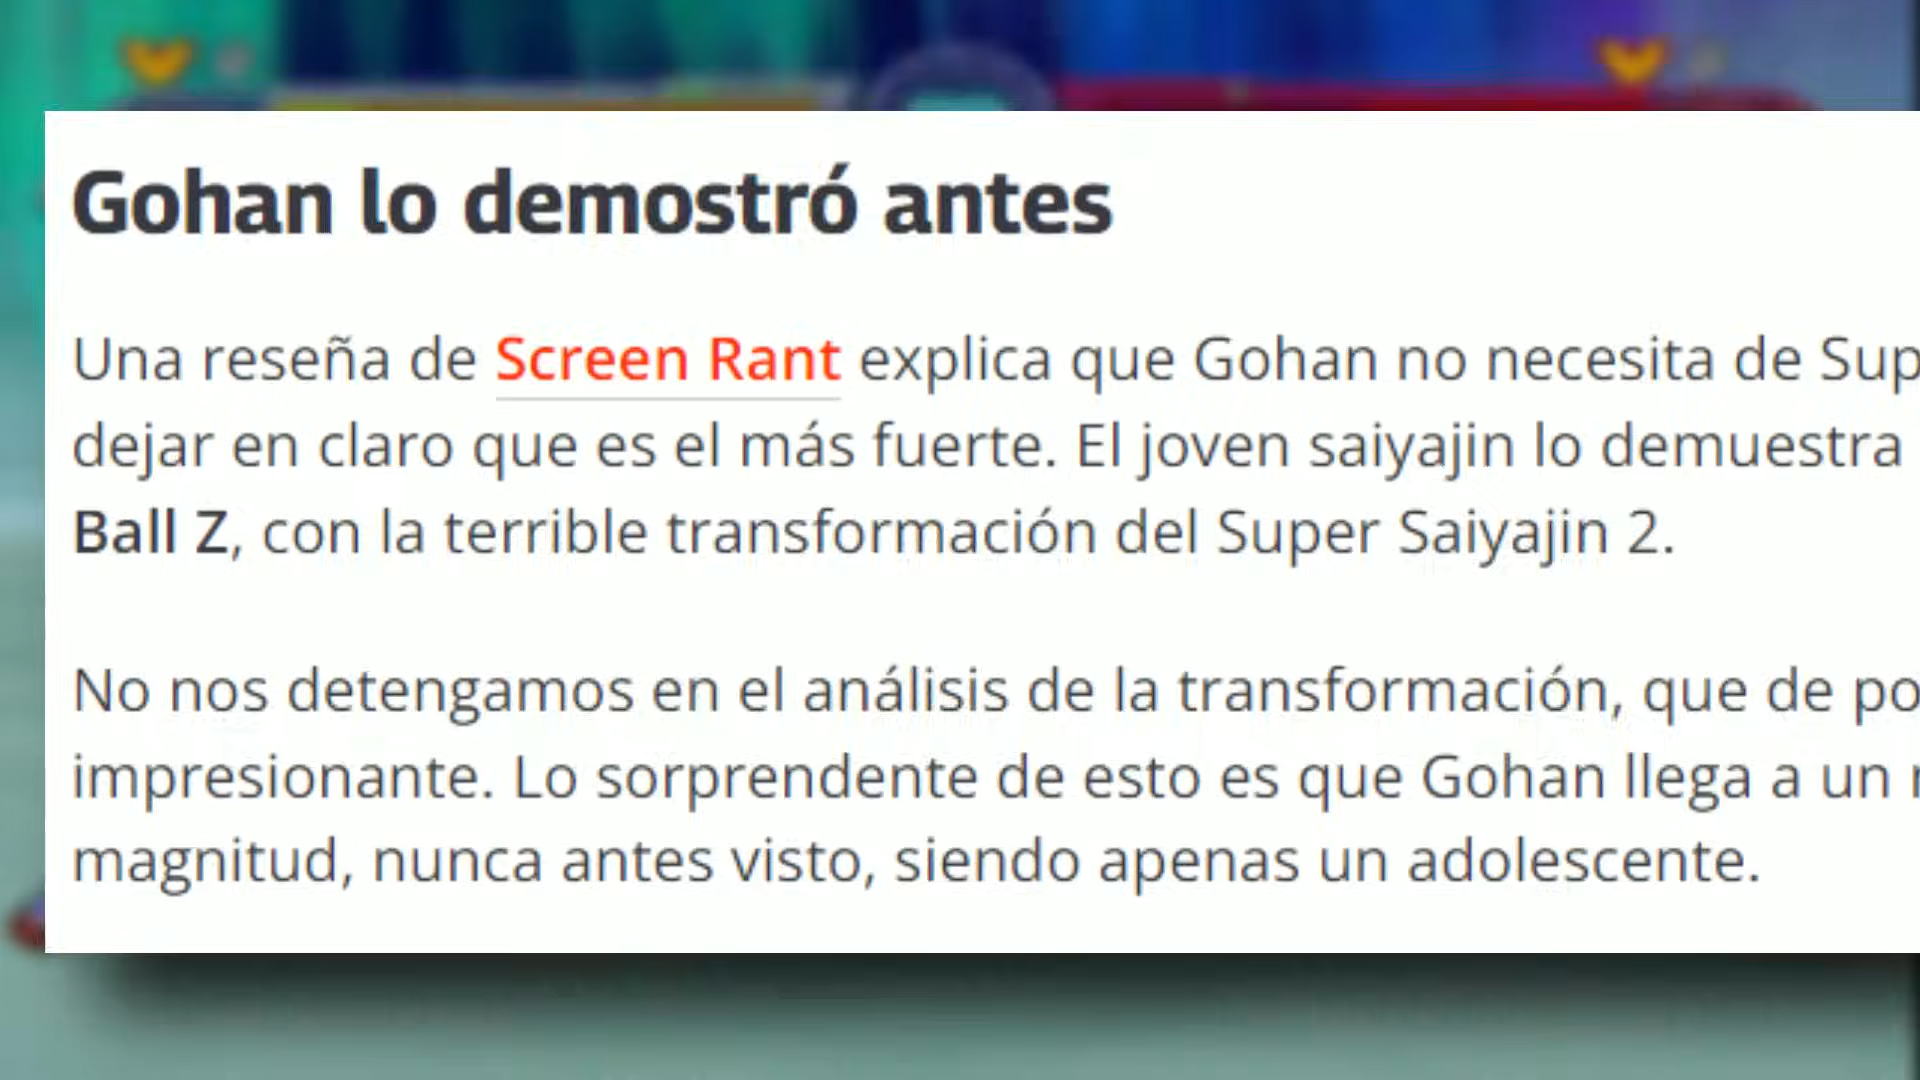 Gohan lo demostró antes
Una reseña de Screen Rant explica que Gohan no necesita de
dejar en claro que es el más fuerte. El joven saiyajin lo demuestra
Ball Z, con la terrible transformación del Super Saiyajin 2.
No nos detengamos en el análisis de la transformación, que de
impresionante. Lo sorprendente de esto es que Gohan llega a un
magnitud, nunca antes visto, siendo apenas un adolescente.